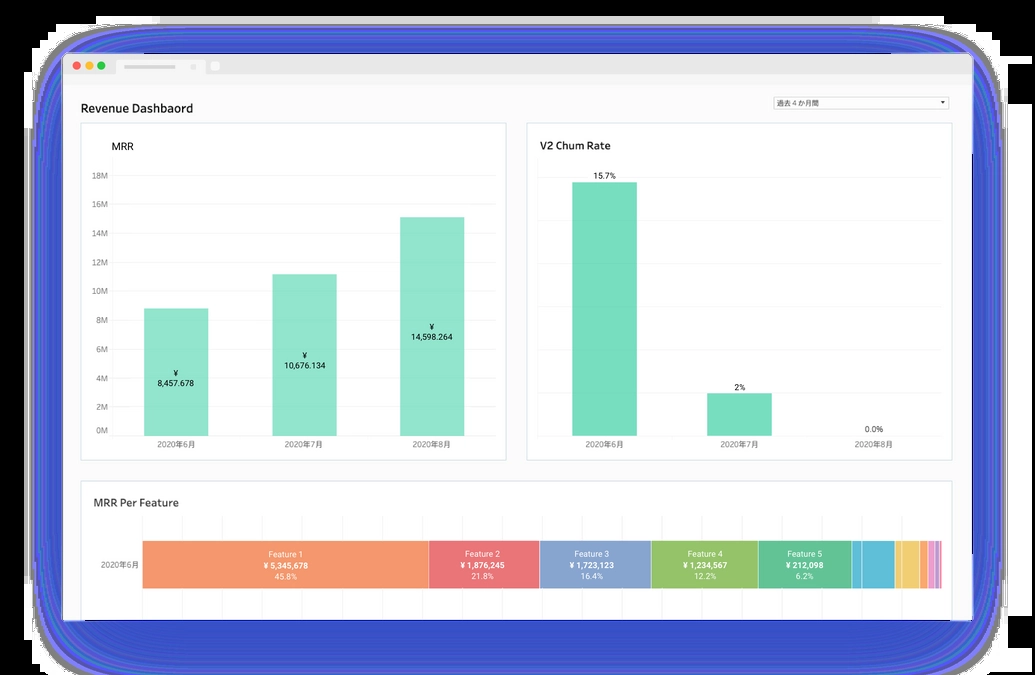 Revenue Dashbaord
過去４か月間
MRR
18M
16M
14M
12M
10M
8M
6M
4M
2M
0M
¥
8,457.678
¥
10,676.134
¥
14,598.264
2020年6月
2020年7月
2020年8月
V2 Chum Rate
15.7%
2%
0.0%
2020年6月
2020年7月
2020年8月
MRR Per Feature
2020年6月
Feature 1
¥ 5,345,678
45.8%
Feature 2
¥ 1,876,245
21.8%
Feature 3
¥ 1,723,123
16.4%
Feature 4
¥ 1,234,567
12.2%
Feature 5
¥ 212,098
6.2%